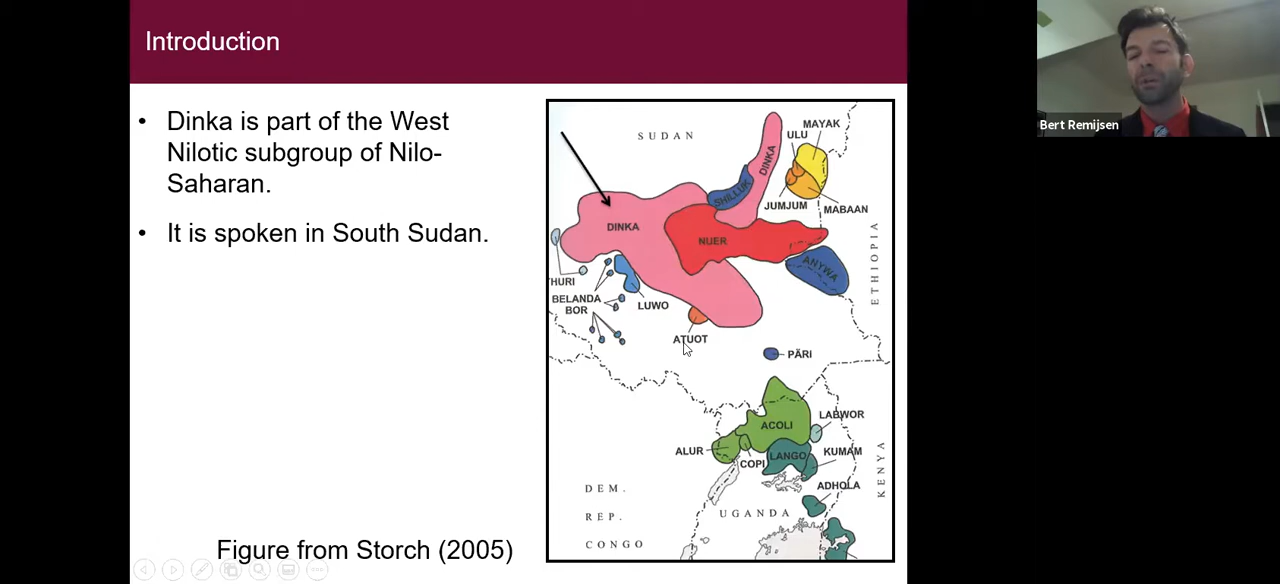 Introduction
• Dinka is part of the West
Nilotic subgroup of Nilo-
Saharan.
• It is spoken in South Sudan.
Figure from Storch (2005)
SUDAN
MAYAK
ULU
DINKA
SHILLUK
JUMJUM
MABAAN
DINKA
NUER
ANYWA
ETHIOPIA
THURI
BELANDA
BOR
LUWO
ATUOT
PÄRI
LABWOR
ACOLI
ALUR
COPI
LANGO
KUMAM
KENYA
ADHOLA
DEM.
REP.
CONGO
UGANDA
Bert Remijsen